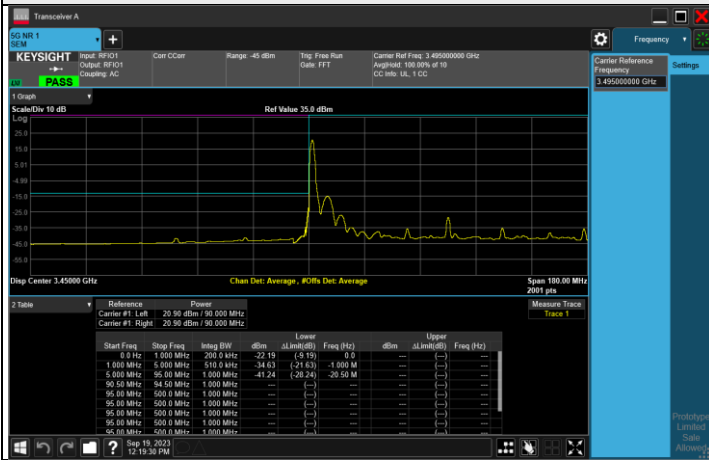 Transceiver A
5G NR 1
SEM
Frequency
KEYSIGHT
LV PASS
Input: RFIO1
Output: RFIO1
Coupling: AC
Corr CCorr
Range: -45 dBm
Trig: Free Run
Gate: FFT
Carrier Ref Freq: 3.495000000 GHz
Avg|Hold: 100.00% of 10
CC Info: UL, 1 CC
Carrier Reference
Frequency
3.495000000 GHz
Settings
1 Graph
Scale/Div 10 dB
Ref Value 35.0 dBm
Log
25.0
15.0
5.01
-4.99
-15.0
-25.0
-35.0
-45.0
-55.0
Disp Center 3.45000 GHz
Chan Det: Average, #Offs Det: Average
Span 180.00 MHz
2001 pts
2 Table
Measure Trace
Trace 1
Reference Power
Carrier #1: Left 20.90 dBm / 90.000 MHz
Carrier #1: Right 20.90 dBm / 90.000 MHz
Lower Upper
Start Freq Stop Freq Integ BW dBm ΔLimit(dB) Freq (Hz) dBm ΔLimit(dB) Freq (Hz)
0.0 Hz 1.000 MHz 200.0 kHz -22.19 (-9.19) 0.0 --- (---) ---
1.000 MHz 5.000 MHz 510.0 kHz -34.63 (-21.63) -1.000 M --- (---) ---
5.000 MHz 95.00 MHz 1.000 MHz -41.24 (-28.24) -20.50 M --- (---) ---
90.50 MHz 94.50 MHz 1.000 MHz --- (---) --- --- (---) ---
95.00 MHz 500.0 MHz 1.000 MHz --- (---) --- --- (---) ---
95.00 MHz 500.0 MHz 1.000 MHz --- (---) --- --- (---) ---
95.00 MHz 500.0 MHz 1.000 MHz --- (---) --- --- (---) ---
95.00 MHz 500.0 MHz 1.000 MHz --- (---) --- --- (---) ---
Prototype
Limited
Sale
Allowed
?
Sep 19, 2023
12:19:30 PM